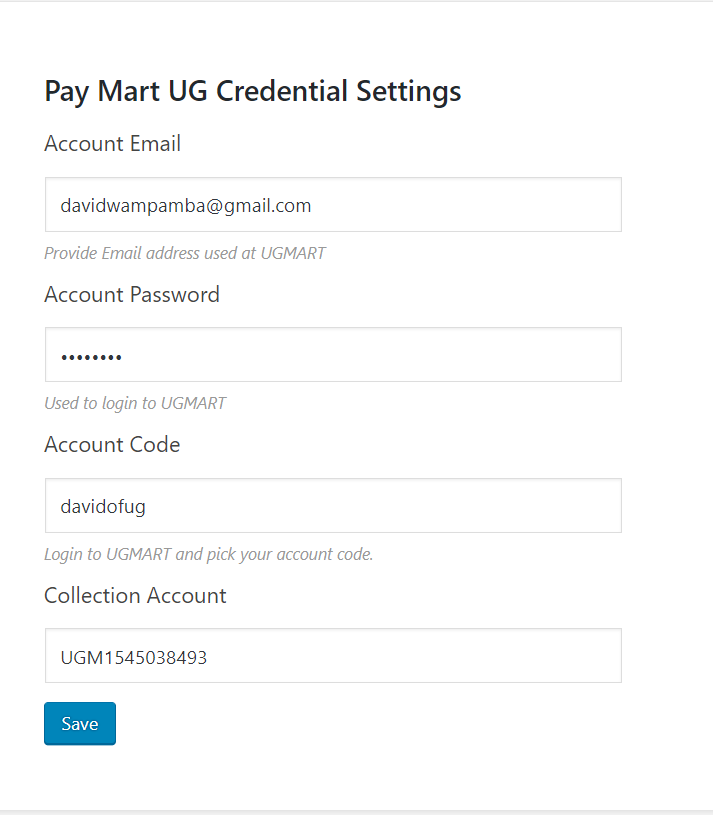 Pay Mart UG Credential Settings
Account Email
davidwampamba@gmail.com
Provide Email address used at UGMART
Account Password
••••••••
Used to login to UGMART
Account Code
davidofug
Login to UGMART and pick your account code.
Collection Account
UGM1545038493
Save